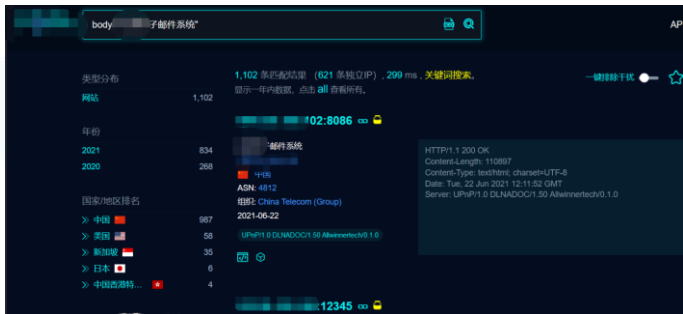 body 子邮件系统"
AP
类型分布
网站 1,102
年份
2021 834
2020 268
国家/地区排名
中国 987
美国 58
新加坡 35
日本 6
中国香港特... 4
1,102 条匹配结果 (621 条独立IP) , 299 ms , 关键词搜索。
显示一年内数据, 点击 all 查看所有。
一键排除干扰
102:8086
子邮件系统
中国
ASN: 4812
组织: China Telecom (Group)
2021-06-22
UPnP/1.0 DLNADOC/1.50 Allwinnertech/0.1.0
HTTP/1.1 200 OK
Content-Length: 110897
Content-Type: text/html; charset=UTF-8
Date: Tue, 22 Jun 2021 12:11:52 GMT
Server: UPnP/1.0 DLNADOC/1.50 Allwinnertech/0.1.0
:12345